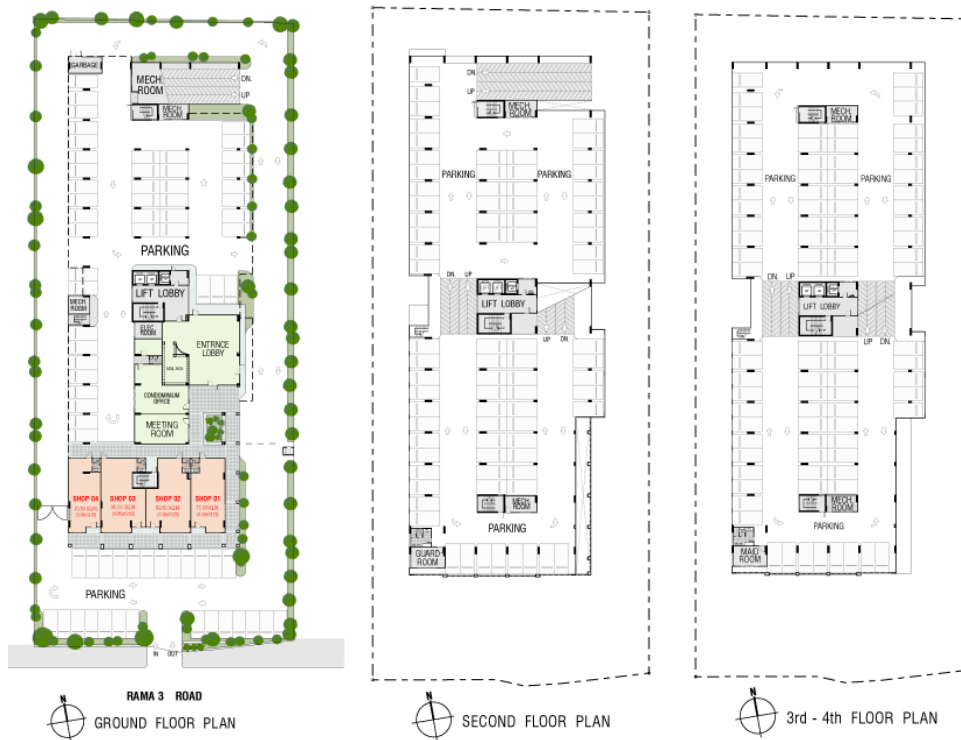 GARBAGE
MECH.
ROOM
DN.
UP
MECH.
ROOM
PARKING
LIFT LOBBY
MECH.
ROOM
ELEC.
ROOM
ENTRNCE
LOBBY
MAIL BOX
CONDOMINIUM
OFFICE
MEETING
ROOM
SHOP 04
SHOP 03
SHOP 02
SHOP 01
PARKING
IN OUT
RAMA 3 ROAD
N
GROUND FLOOR PLAN
DN.
UP
MECH.
ROOM
PARKING
PARKING
DN. UP
LIFT LOBBY
UP DN.
MECH.
ROOM
PARKING
GUARD
ROOM
N
SECOND FLOOR PLAN
MECH.
ROOM
PARKING
PARKING
DN. UP
LIFT LOBBY
UP DN.
MECH.
ROOM
PARKING
MAID
ROOM
N
3rd - 4th FLOOR PLAN